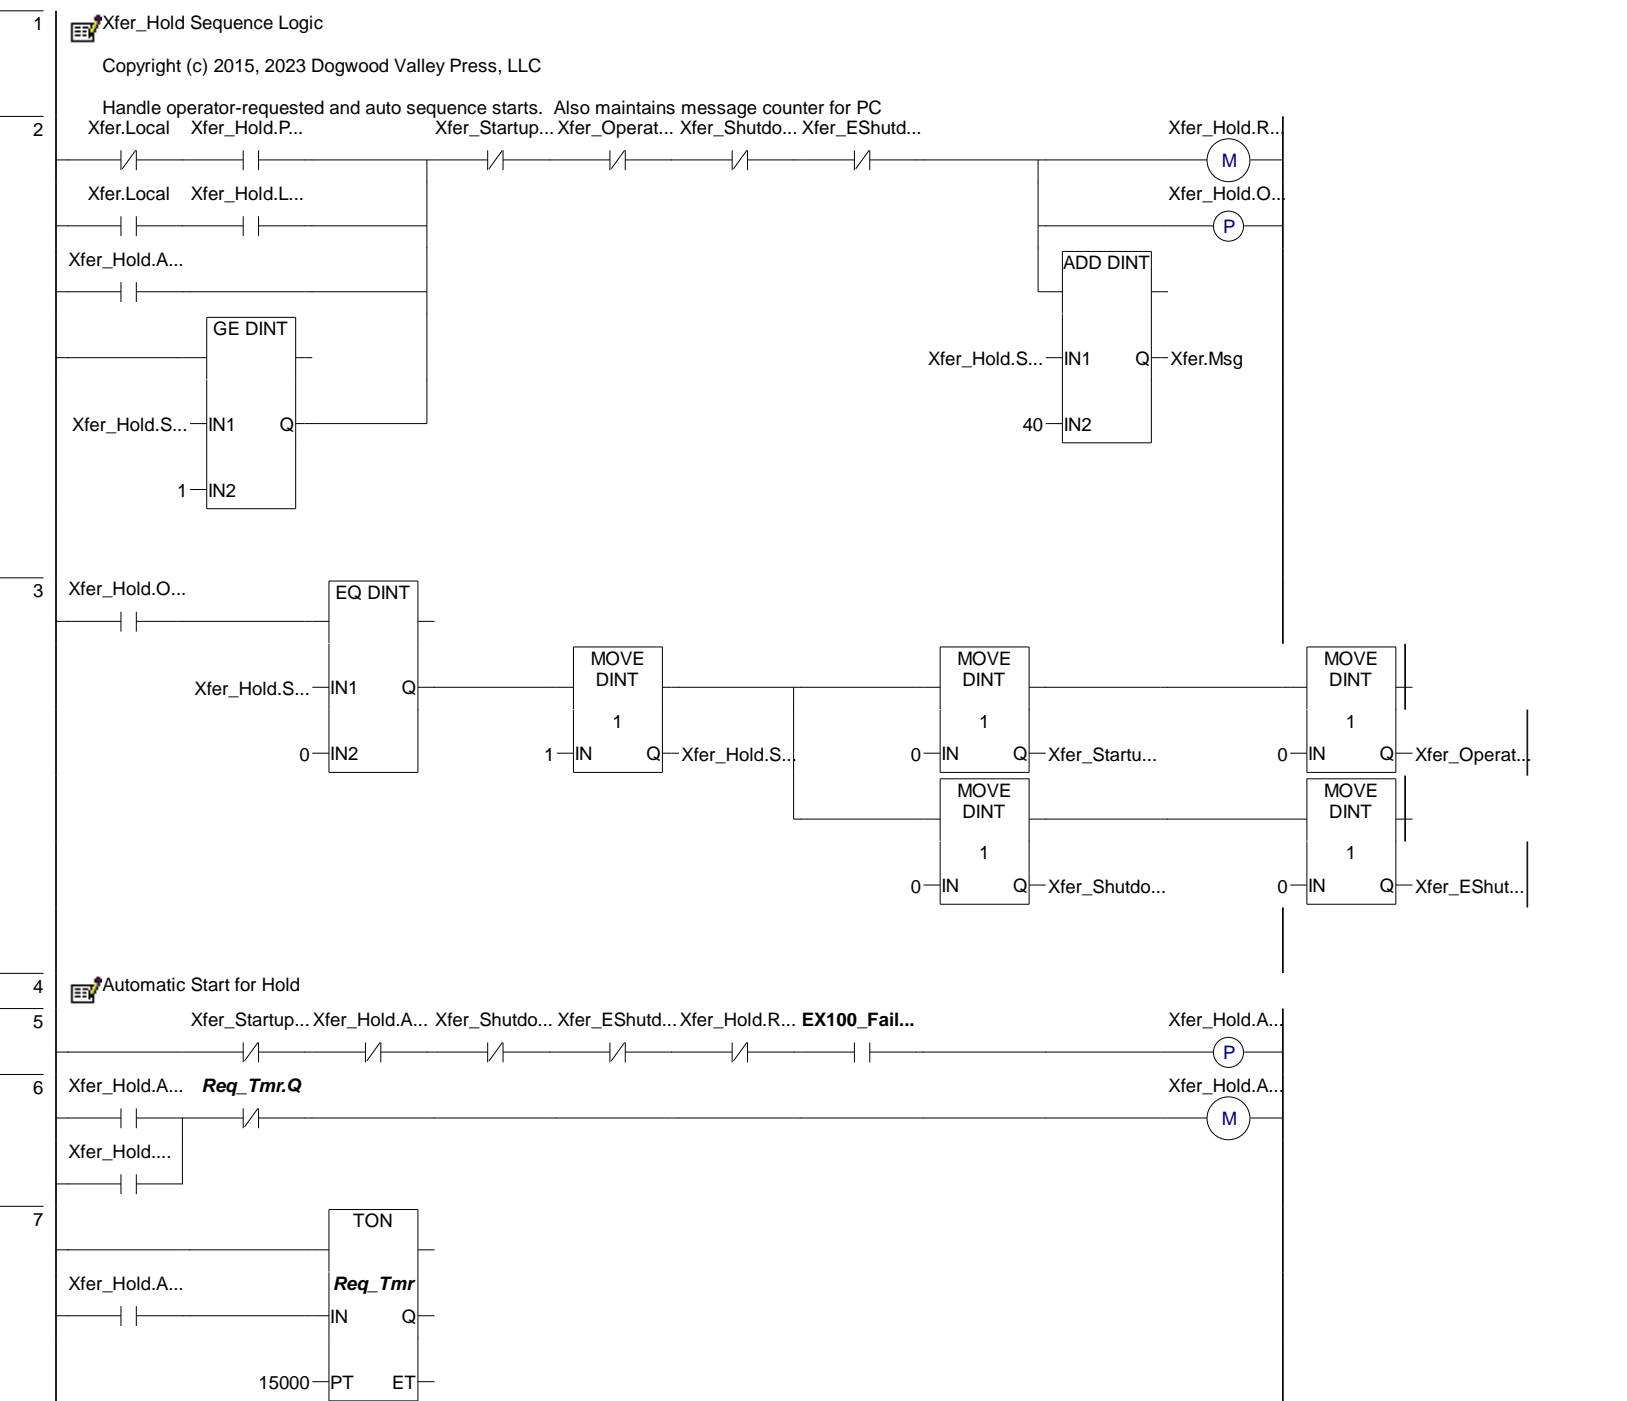 1 Xfer_Hold Sequence Logic
Copyright (c) 2015, 2023 Dogwood Valley Press, LLC
Handle operator-requested and auto sequence starts. Also maintains message counter for PC
2 Xfer.Local Xfer_Hold.P... Xfer_Startup... Xfer_Operat... Xfer_Shutdo... Xfer_EShutd... Xfer_Hold.R...
M
Xfer.Local Xfer_Hold.L... Xfer_Hold.O...
P
Xfer_Hold.A... ADD DINT
GE DINT
Xfer_Hold.S... IN1 Q Xfer.Msg
Xfer_Hold.S... IN1 Q 40 IN2
1 IN2
3 Xfer_Hold.O... EQ DINT
MOVE DINT MOVE DINT MOVE DINT
Xfer_Hold.S... IN1 Q
1 1 1
0 IN2 1 IN Q Xfer_Hold.S... 0 IN Q Xfer_Startu... 0 IN Q Xfer_Operat...
MOVE DINT MOVE DINT
1 1
0 IN Q Xfer_Shutdo... 0 IN Q Xfer_EShut...
4 Automatic Start for Hold
5 Xfer_Startup... Xfer_Hold.A... Xfer_Shutdo... Xfer_EShutd... Xfer_Hold.R... EX100_Fail... Xfer_Hold.A...
P
6 Xfer_Hold.A... Req_Tmr.Q Xfer_Hold.A...
M
Xfer_Hold....
7 TON
Xfer_Hold.A... Req_Tmr
IN Q
15000 PT ET